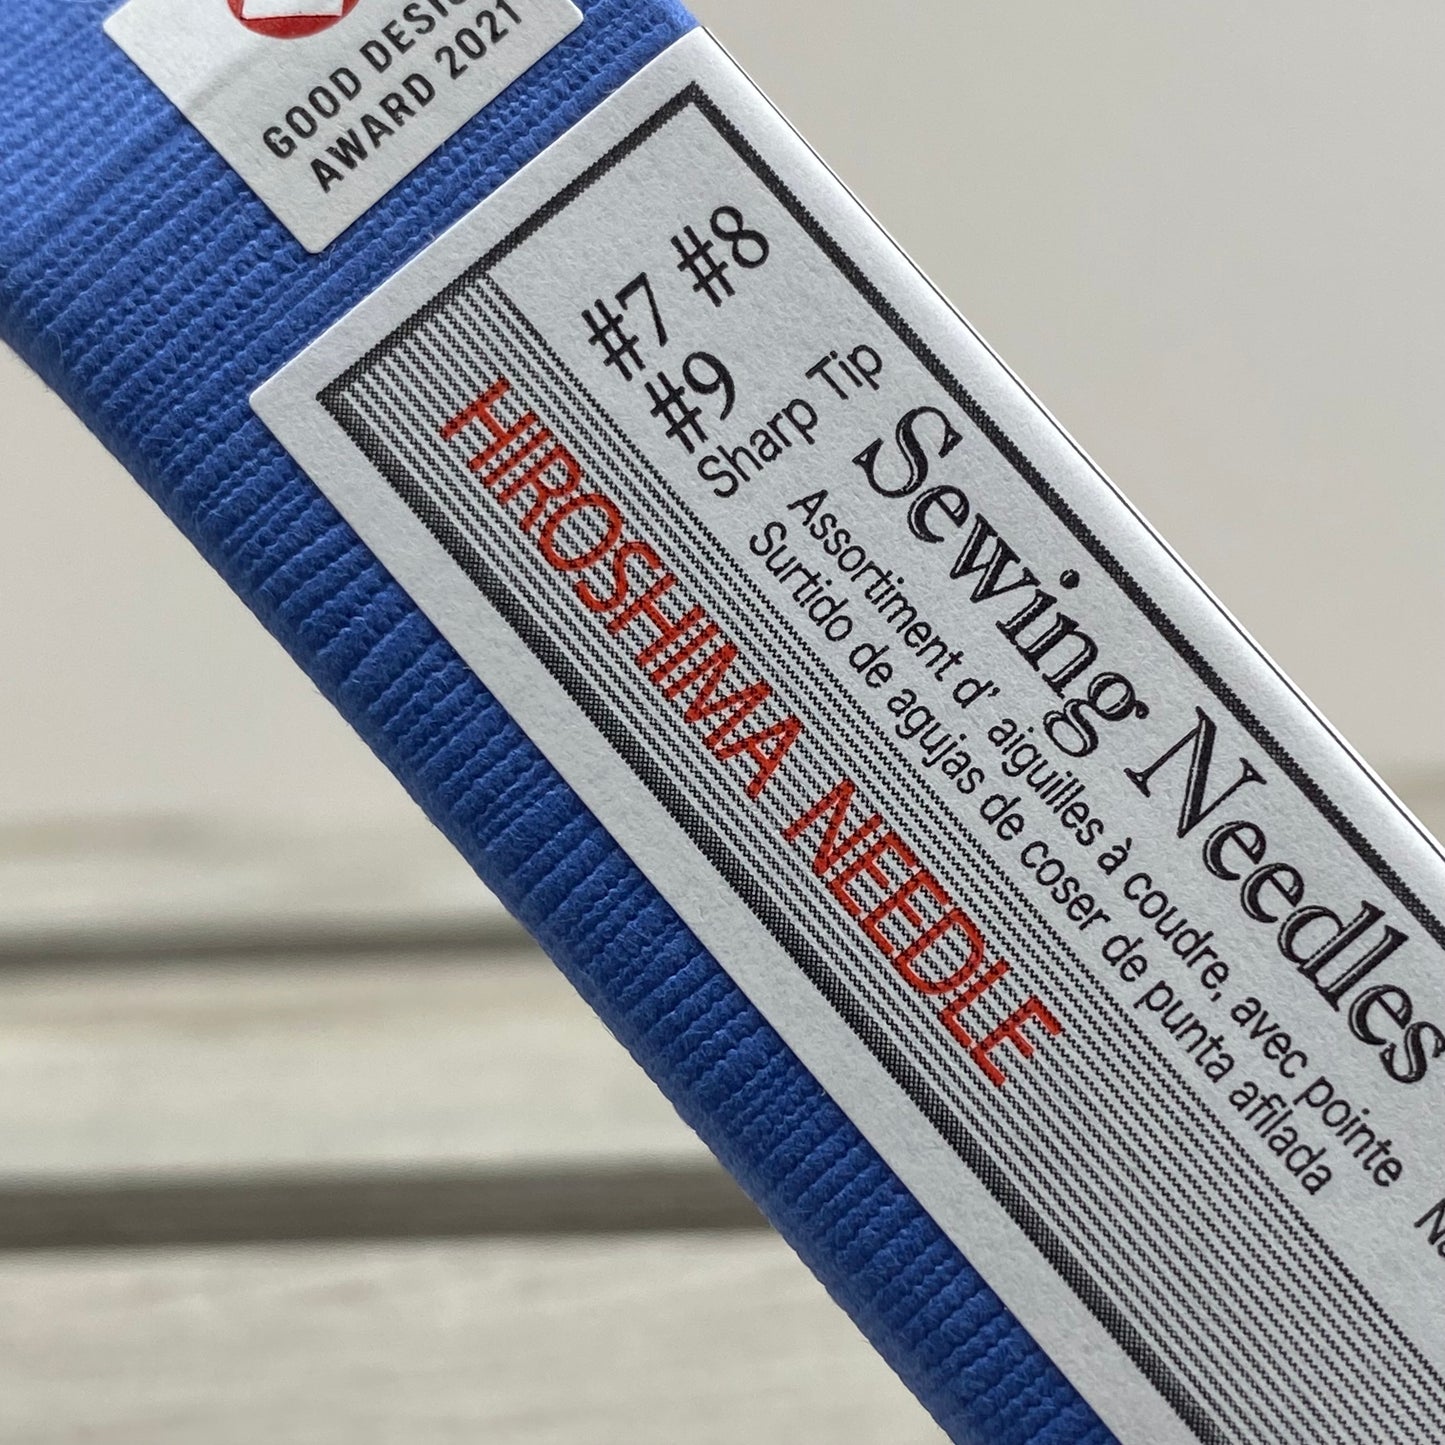 GOOD DESIGN
AWARD 2021
#7 #8
#9
Sharp Tip
Sewing Needles
Assortiment d' aiguilles à coudre, avec pointe
Surtido de agujas de coser de punta afilada
HIROSHIMA NEEDLE